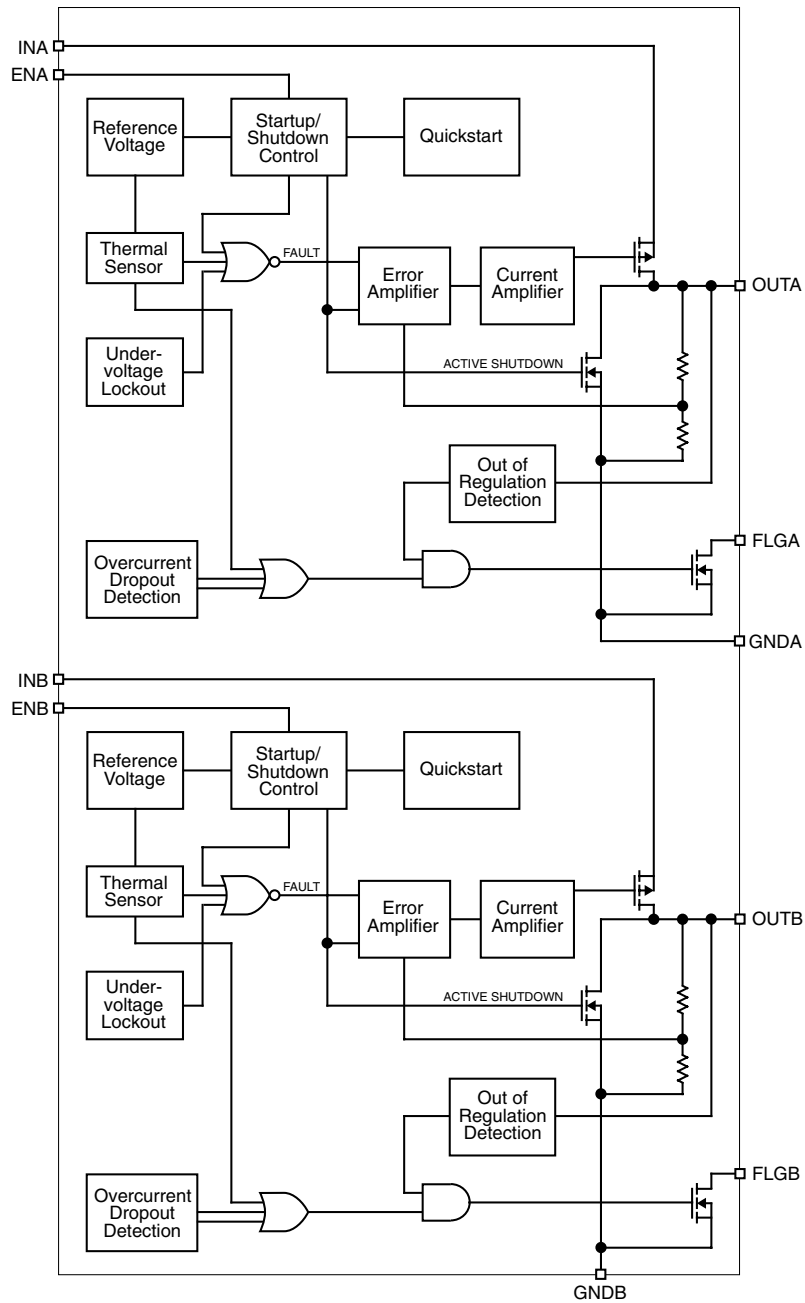 INA
ENA
Reference
Voltage
Startup/
Shutdown
Control
Quickstart
Thermal
Sensor
FAULT
Error
Amplifier
Current
Amplifier
OUTA
Under-
voltage
Lockout
ACTIVE SHUTDOWN
Out of
Regulation
Detection
FLGA
Overcurrent
Dropout
Detection
GNDA
INB
ENB
Reference
Voltage
Startup/
Shutdown
Control
Quickstart
Thermal
Sensor
FAULT
Error
Amplifier
Current
Amplifier
OUTB
Under-
voltage
Lockout
ACTIVE SHUTDOWN
Out of
Regulation
Detection
FLGB
Overcurrent
Dropout
Detection
GNDB